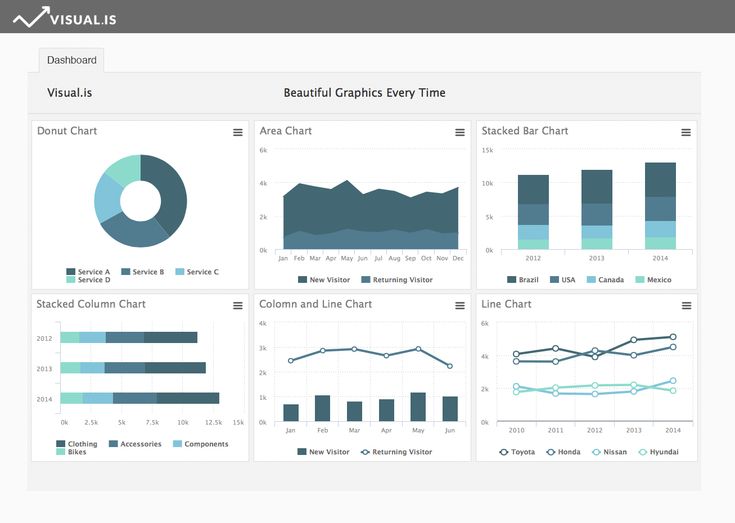 VISUAL.IS
Dashboard
Visual.is Beautiful Graphics Every Time
Donut Chart
Service A Service B Service C
Service D
Area Chart
6k
4k
2k
0k
Jan Feb Mar Apr May Jun Jul Aug Sep Oct Nov Dec
New Visitor Returning Visitor
Stacked Bar Chart
15k
10k
5k
0k
2012 2013 2014
Brazil USA Canada Mexico
Stacked Column Chart
2012
2013
2014
0k 2,5k 5k 7,5k 10k 12,5k 15k
Clothing Accessories Components
Bikes
Colomn and Line Chart
4k
3k
2k
1k
0k
Jan Feb Mar Apr May Jun
New Visitor Returning Visitor
Line Chart
6k
4k
2k
0k
2010 2011 2012 2013 2014
Toyota Honda Nissan Hyundai